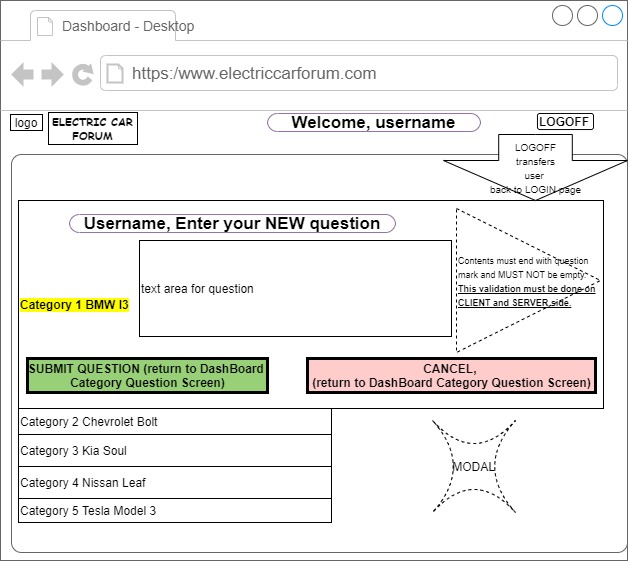 Dashboard - Desktop
https:/www.electriccarforum.com
logo
ELECTRIC CAR
FORUM
Welcome, username
LOGOFF
LOGOFF
transfers
user
back to LOGIN page
Username, Enter your NEW question
text area for question
Contents must end with question
mark and MUST NOT be empty.
This validation must be done on
CLIENT and SERVER side.
Category 1 BMW I3
SUBMIT QUESTION (return to DashBoard
Category Question Screen)
CANCEL,
(return to DashBoard Category Question Screen)
Category 2 Chevrolet Bolt
Category 3 Kia Soul
Category 4 Nissan Leaf
Category 5 Tesla Model 3
MODAL